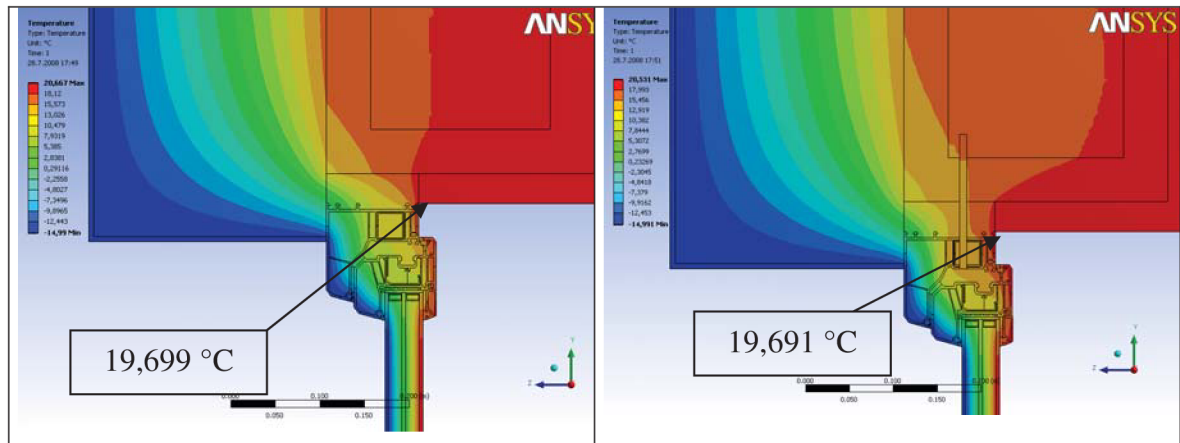 Temperature
Type: Temperature
Unit: °C
Time: 1
28.7.2008 17:49
20,667 Max
18,12
15,573
13,026
10,479
7,9319
5,385
2,8381
0,29116
-2,2558
-4,8027
-7,3496
-9,8965
-12,443
-14,99 Min
ANSY
19,699 °C
0.000
0.100
0.200 (m)
0.050
0.150
Y
Z
Temperature
Type: Temperature
Unit: °C
Time: 1
28.7.2008 17:51
20,531 Max
17,993
15,456
12,919
10,382
7,8444
5,3072
2,7699
0,23269
-2,3045
-4,8418
-7,379
-9,9162
-12,453
-14,991 Min
ANSYS
19,691 °C
0.000
0.100
0.200 (m)
0.050
0.150
Y
Z